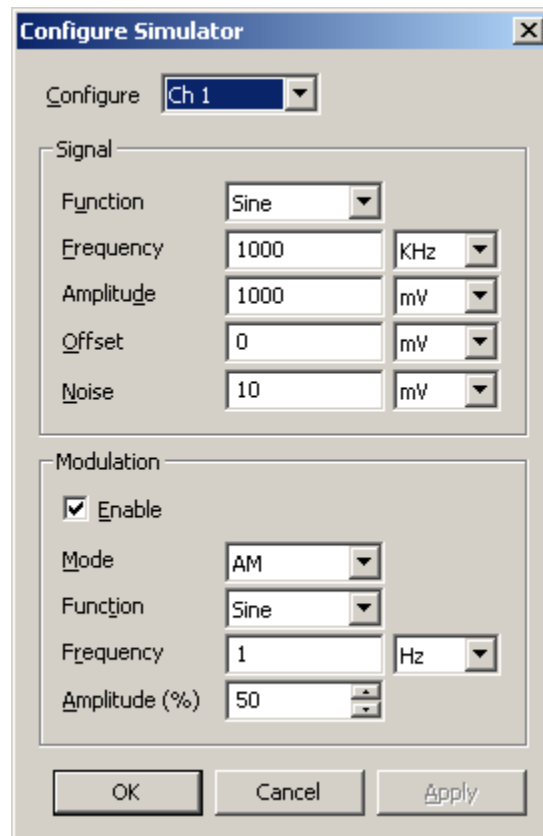 Configure Simulator
Configure Ch 1
Signal
Function Sine
Frequency 1000 KHz
Amplitude 1000 mV
Offset 0 mV
Noise 10 mV
Modulation
Enable
Mode AM
Function Sine
Frequency 1 Hz
Amplitude (%) 50
OK Cancel Apply